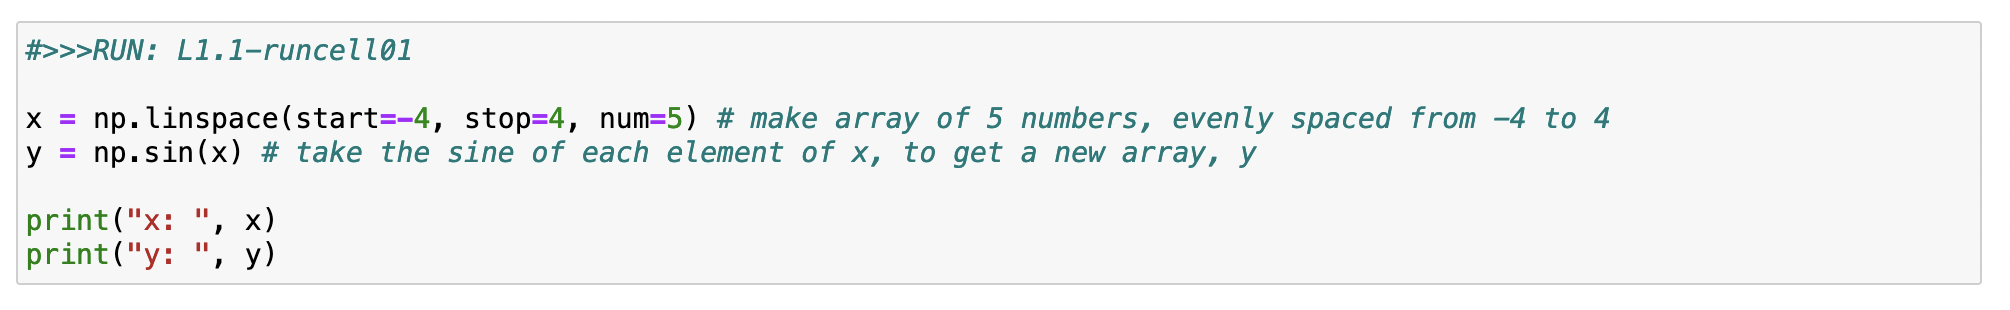 #>>>RUN: L1.1-runcell01
x = np.linspace(start=-4, stop=4, num=5) # make array of 5 numbers, evenly spaced from -4 to 4
y = np.sin(x) # take the sine of each element of x, to get a new array, y
print("x: ", x)
print("y: ", y)